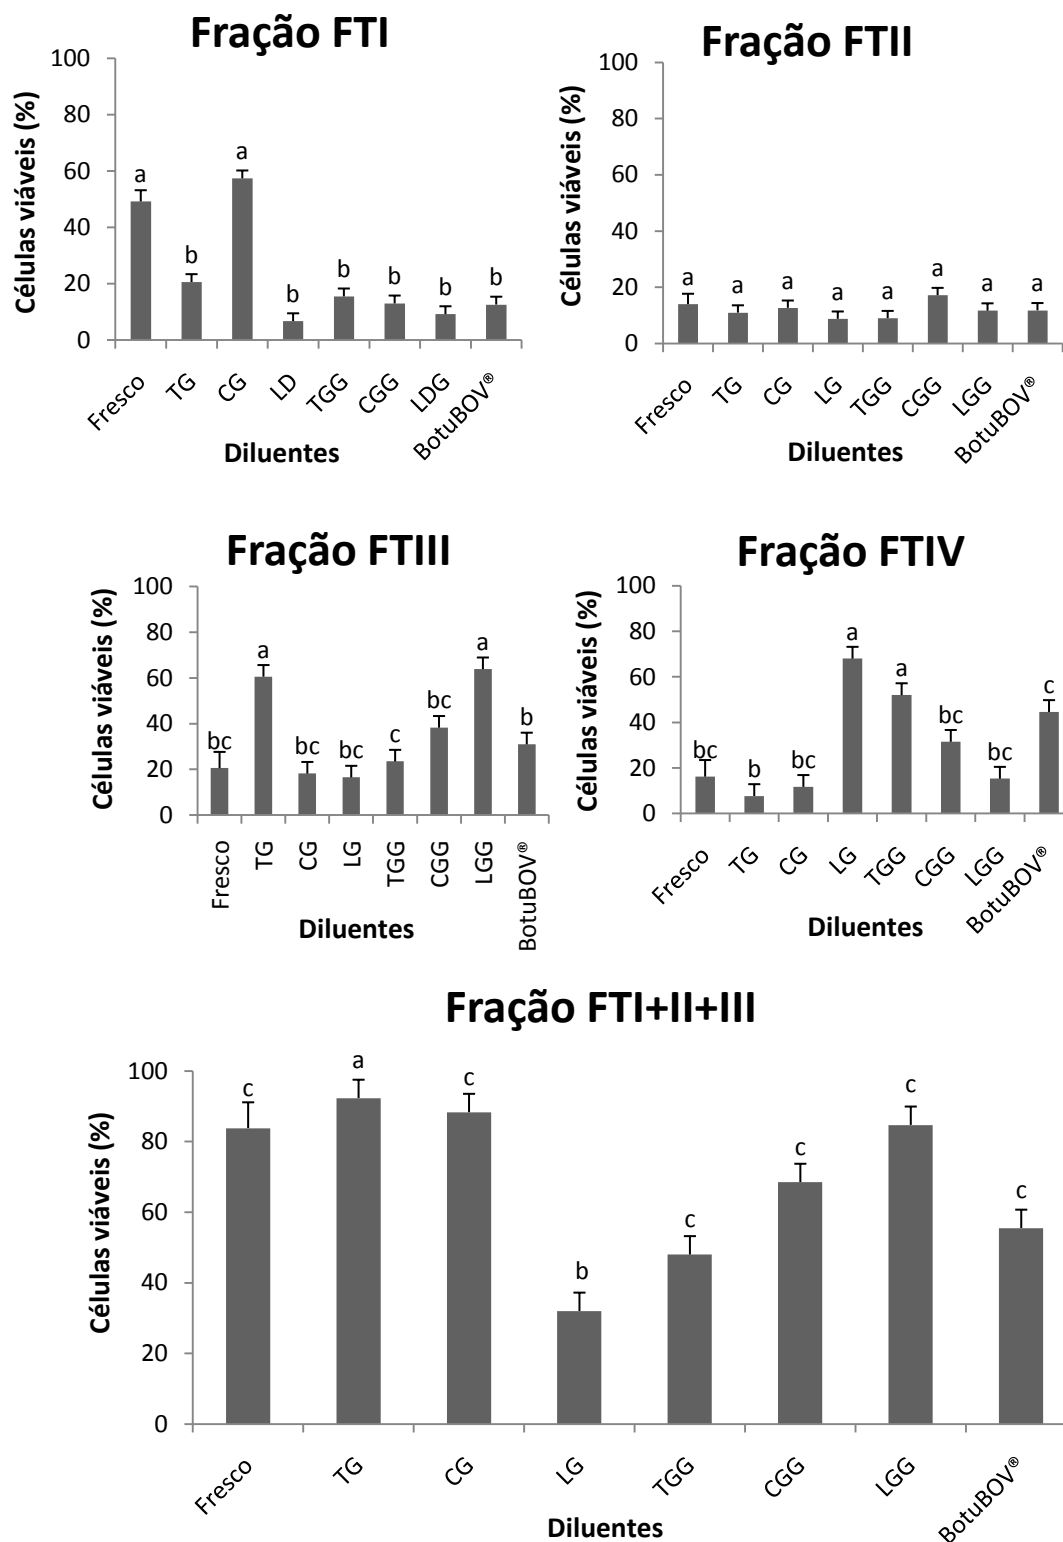 Fração FTI
Células viáveis (%)
100
80
60
40
20
0
a
b
a
b
b
b
b
b
Fresco
TG
CG
LD
TGG
CGG
LDG
BotuBOV®
Diluentes
Fração FTII
Células viáveis (%)
100
80
60
40
20
0
a
a
a
a
a
a
a
a
Fresco
TG
CG
LG
TGG
CGG
LGG
BotuBOV®
Diluentes
Fração FTIII
Células viáveis (%)
100
80
60
40
20
0
bc
a
bc
bc
c
bc
a
b
Fresco
TG
CG
LG
TGG
CGG
LGG
BotuBOV®
Diluentes
Fração FTIV
Células viáveis (%)
100
80
60
40
20
0
bc
b
bc
a
a
bc
bc
c
Fresco
TG
CG
LG
TGG
CGG
LGG
BotuBOV®
Diluentes
Fração FTI+II+III
Células viáveis (%)
100
80
60
40
20
0
c
a
c
b
c
c
c
c
Fresco
TG
CG
LG
TGG
CGG
LGG
BotuBOV®
Diluentes